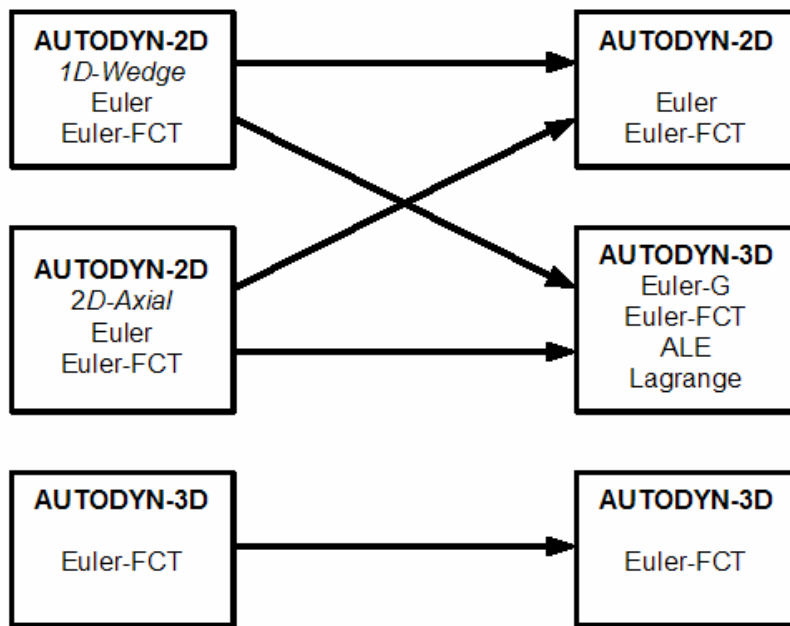 AUTODYN-2D
1D-Wedge
Euler
Euler-FCT
AUTODYN-2D
Euler
Euler-FCT
AUTODYN-2D
2D-Axial
Euler
Euler-FCT
AUTODYN-3D
Euler-G
Euler-FCT
ALE
Lagrange
AUTODYN-3D
Euler-FCT
AUTODYN-3D
Euler-FCT